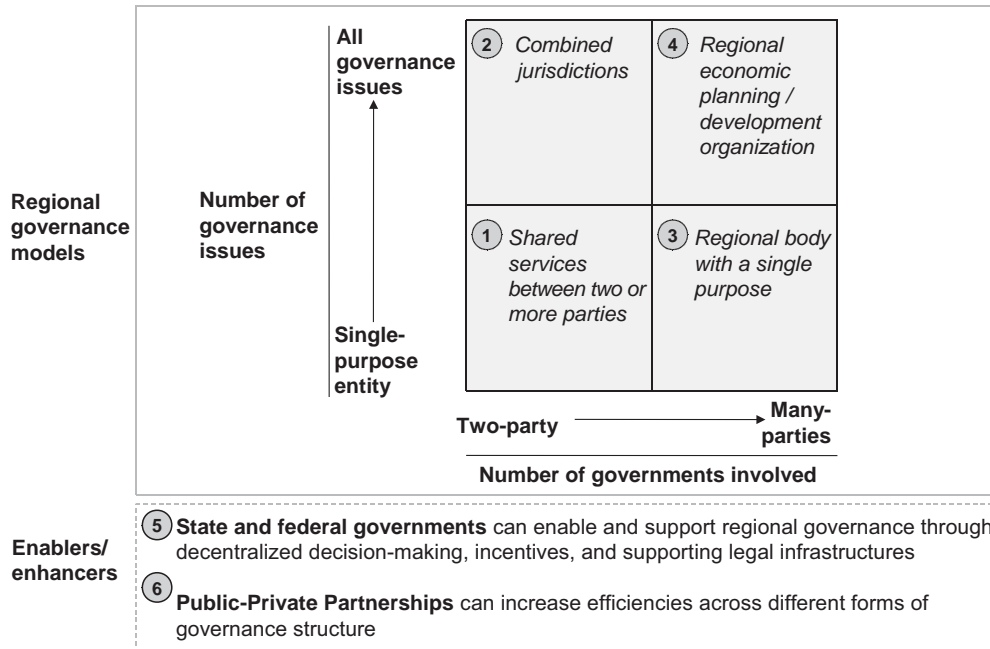 Regional
governance
models
Number of
governance
issues
All
governance
issues
Single-
purpose
entity
2 Combined
jurisdictions
4 Regional
economic
planning /
development
organization
1 Shared
services
between two or
more parties
3 Regional body
with a single
purpose
Two-party
Many-
parties
Number of governments involved
Enablers/
enhancers
5 State and federal governments can enable and support regional governance through
decentralized decision-making, incentives, and supporting legal infrastructures
6 Public-Private Partnerships can increase efficiencies across different forms of
governance structure